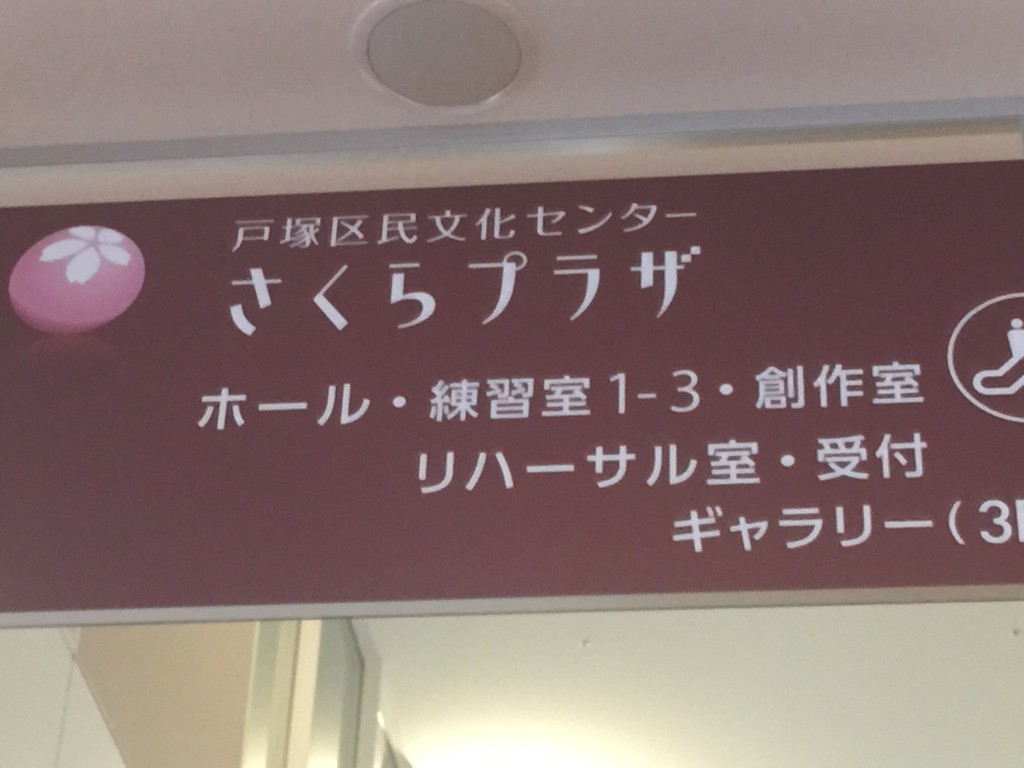 戸塚区民文化センター
さくらプラザ
ホール・練習室1-3・創作室
リハーサル室・受付
ギャラリー(3